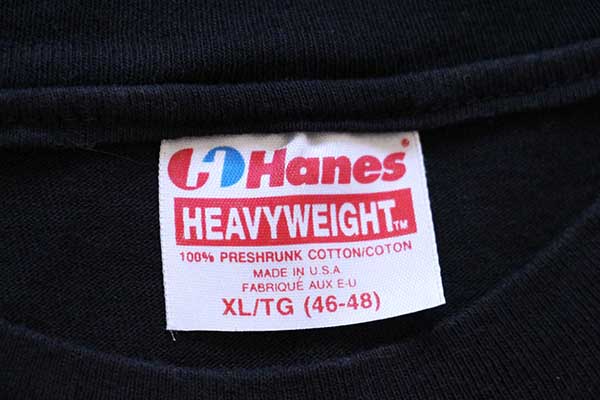 Hanes®
HEAVYWEIGHT™
100% PRESHRUNK COTTON/COTON
MADE IN U.S.A
FABRIQUÉ AUX E-U
XL/TG (46-48)